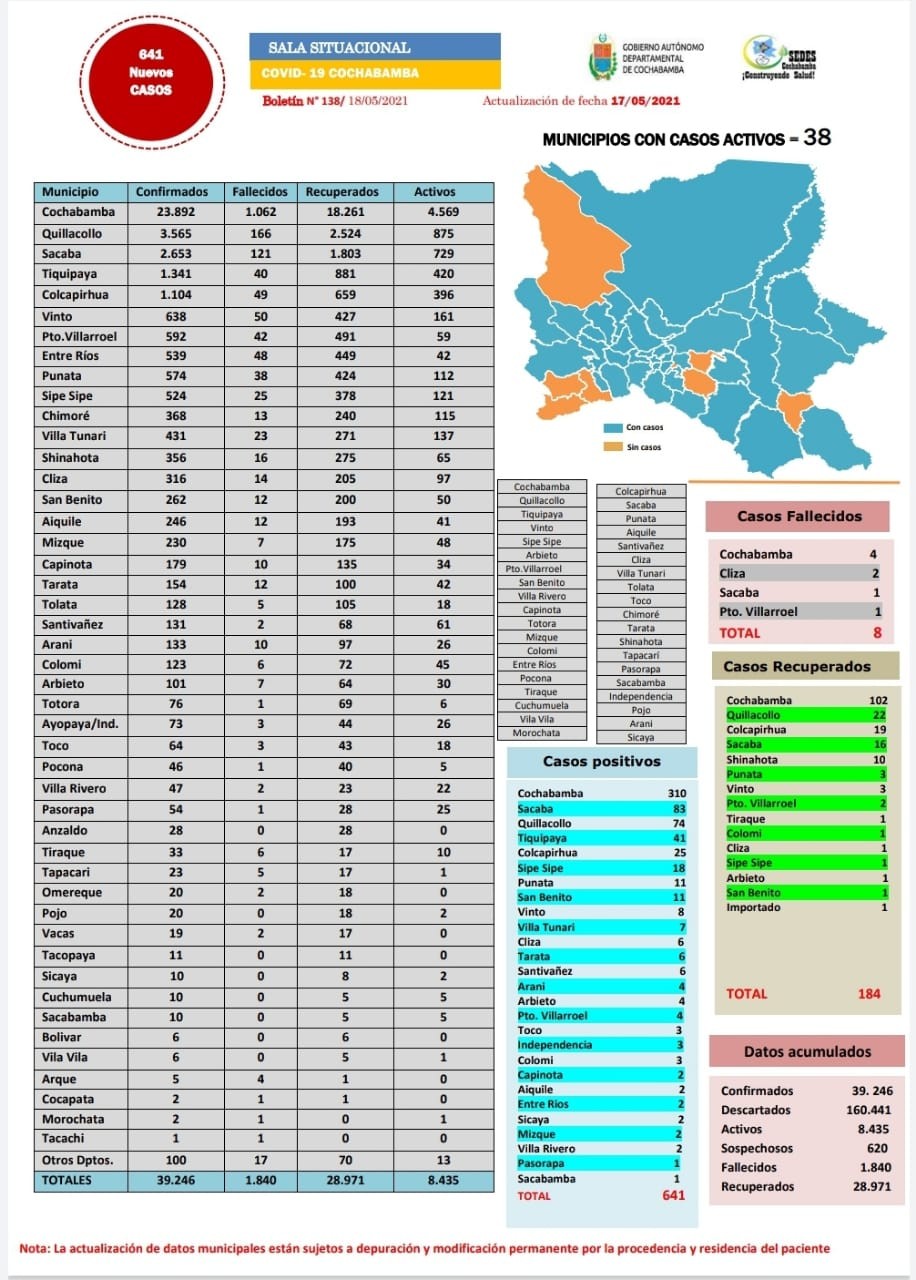 641
Nuevos
CASOS
SALA SITUACIONAL
COVID- 19 COCHABAMBA
Boletín N° 138/ 18/05/2021
Actualización de fecha 17/05/2021
GOBIERNO AUTÓNOMO
DEPARTAMENTAL
DE COCHABAMBA
SEDES
Cochabamba
¡Construyendo Salud!
MUNICIPIOS CON CASOS ACTIVOS = 38
Municipio Confirmados Fallecidos Recuperados Activos
Cochabamba 23.892 1.062 18.261 4.569
Quillacollo 3.565 166 2.524 875
Sacaba 2.653 121 1.803 729
Tiquipaya 1.341 40 881 420
Colcapirhua 1.104 49 659 396
Vinto 638 50 427 161
Pto.Villarroel 592 42 491 59
Entre Ríos 539 48 449 42
Punata 574 38 424 112
Sipe Sipe 524 25 378 121
Chimoré 368 13 240 115
Villa Tunari 431 23 271 137
Shinahota 356 16 275 65
Cliza 316 14 205 97
San Benito 262 12 200 50
Aiquile 246 12 193 41
Mizque 230 7 175 48
Capinota 179 10 135 34
Tarata 154 12 100 42
Tolata 128 5 105 18
Santivañez 131 2 68 61
Arani 133 10 97 26
Colomi 123 6 72 45
Arbieto 101 7 64 30
Totora 76 1 69 6
Ayopaya/Ind. 73 3 44 26
Toco 64 3 43 18
Pocona 46 1 40 5
Villa Rivero 47 2 23 22
Pasorapa 54 1 28 25
Anzaldo 28 0 28 0
Tiraque 33 6 17 10
Tapacari 23 5 17 1
Omereque 20 2 18 0
Pojo 20 0 18 2
Vacas 19 2 17 0
Tacopaya 11 0 11 0
Sicaya 10 0 8 2
Cuchumuela 10 0 5 5
Sacabamba 10 0 5 5
Bolivar 6 0 6 0
Vila Vila 6 0 5 1
Arque 5 4 1 0
Cocapata 2 1 1 0
Morochata 2 1 0 1
Tacachi 1 1 0 0
Otros Dptos. 100 17 70 13
TOTALES 39.246 1.840 28.971 8.435
Con casos
Sin casos
Cochabamba
Quillacollo
Tiquipaya
Vinto
Sipe Sipe
Arbieto
Pto.Villarroel
San Benito
Villa Rivero
Capinota
Totora
Mizque
Colomi
Entre Ríos
Pocona
Tiraque
Cuchumuela
Vila Vila
Morochata
Colcapirhua
Sacaba
Punata
Aiquile
Santivañez
Cliza
Villa Tunari
Tolata
Toco
Chimoré
Tarata
Shinahota
Tapacarí
Pasorapa
Sacabamba
Independencia
Pojo
Arani
Sicaya
Casos positivos
Cochabamba 310
Sacaba 83
Quillacollo 74
Tiquipaya 41
Colcapirhua 25
Sipe Sipe 18
Punata 11
San Benito 11
Vinto 8
Villa Tunari 7
Cliza 6
Tarata 6
Santivañez 6
Arani 4
Arbieto 4
Pto. Villarroel 4
Toco 3
Independencia 3
Colomi 3
Capinota 2
Aiquile 2
Entre Rios 2
Sicaya 2
Mizque 2
Villa Rivero 2
Pasorapa 1
Sacabamba 1
TOTAL 641
Casos Fallecidos
Cochabamba 4
Cliza 2
Sacaba 1
Pto. Villarroel 1
TOTAL 8
Casos Recuperados
Cochabamba 102
Quillacollo 22
Colcapirhua 19
Sacaba 16
Shinahota 10
Punata 3
Vinto 3
Pto. Villarroel 2
Tiraque 1
Colomi 1
Cliza 1
Sipe Sipe 1
Arbieto 1
San Benito 1
Importado 1
TOTAL 184
Datos acumulados
Confirmados 39. 246
Descartados 160.441
Activos 8.435
Sospechosos 620
Fallecidos 1.840
Recuperados 28.971
Nota: La actualización de datos municipales están sujetos a depuración y modificación permanente por la procedencia y residencia del paciente